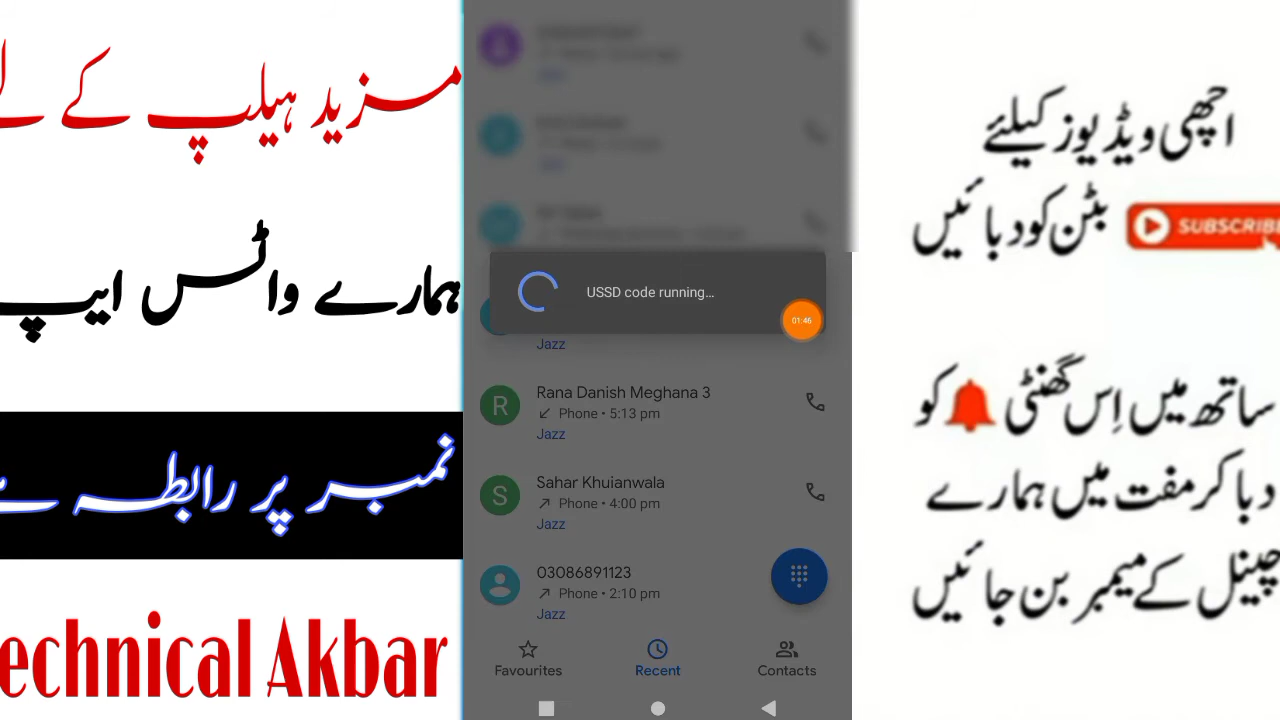 مزید ہیلپ کے
ہمارے واٹس ایپ
نمبر پر رابطہ
echnical Akbar
USSD code running...
01:46
Jazz
Rana Danish Meghana 3
Phone • 5:13 pm
Jazz
Sahar Khuianwala
Phone • 4:00 pm
Jazz
03086891123
Phone • 2:10 pm
Jazz
Favourites
Recent
Contacts
اچھی ویڈیوز کیلئے
بٹن کو دبائیں SUBSCRIBE
ساتھ میں اِس گھنٹی کو
دبا کر مفت میں ہمارے
چینل کے میمبر بن جائیں